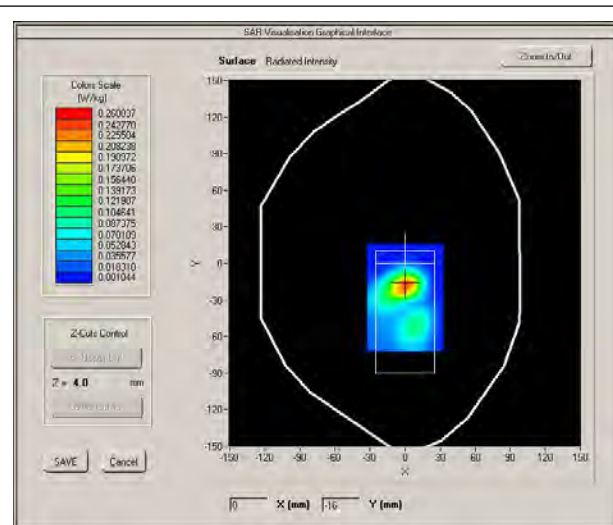 SAR Visualisation Graphical Interface
Surface Radiated Intensity
Zoom In/Out
Colors Scale
(W/kg)
0.260037
0.242770
0.225504
0.208238
0.190972
0.173706
0.156440
0.139173
0.121907
0.104641
0.087375
0.070109
0.052843
0.035577
0.018310
0.001044
150
120
90
60
30
0
-30
-60
-90
-120
-150
Y
-150 -120 -90 -60 -30 0 30 60 90 120 150
X
Z-Cuts Control
Z = 4.0 mm
SAVE Cancel
0 X (mm) -16 Y (mm)